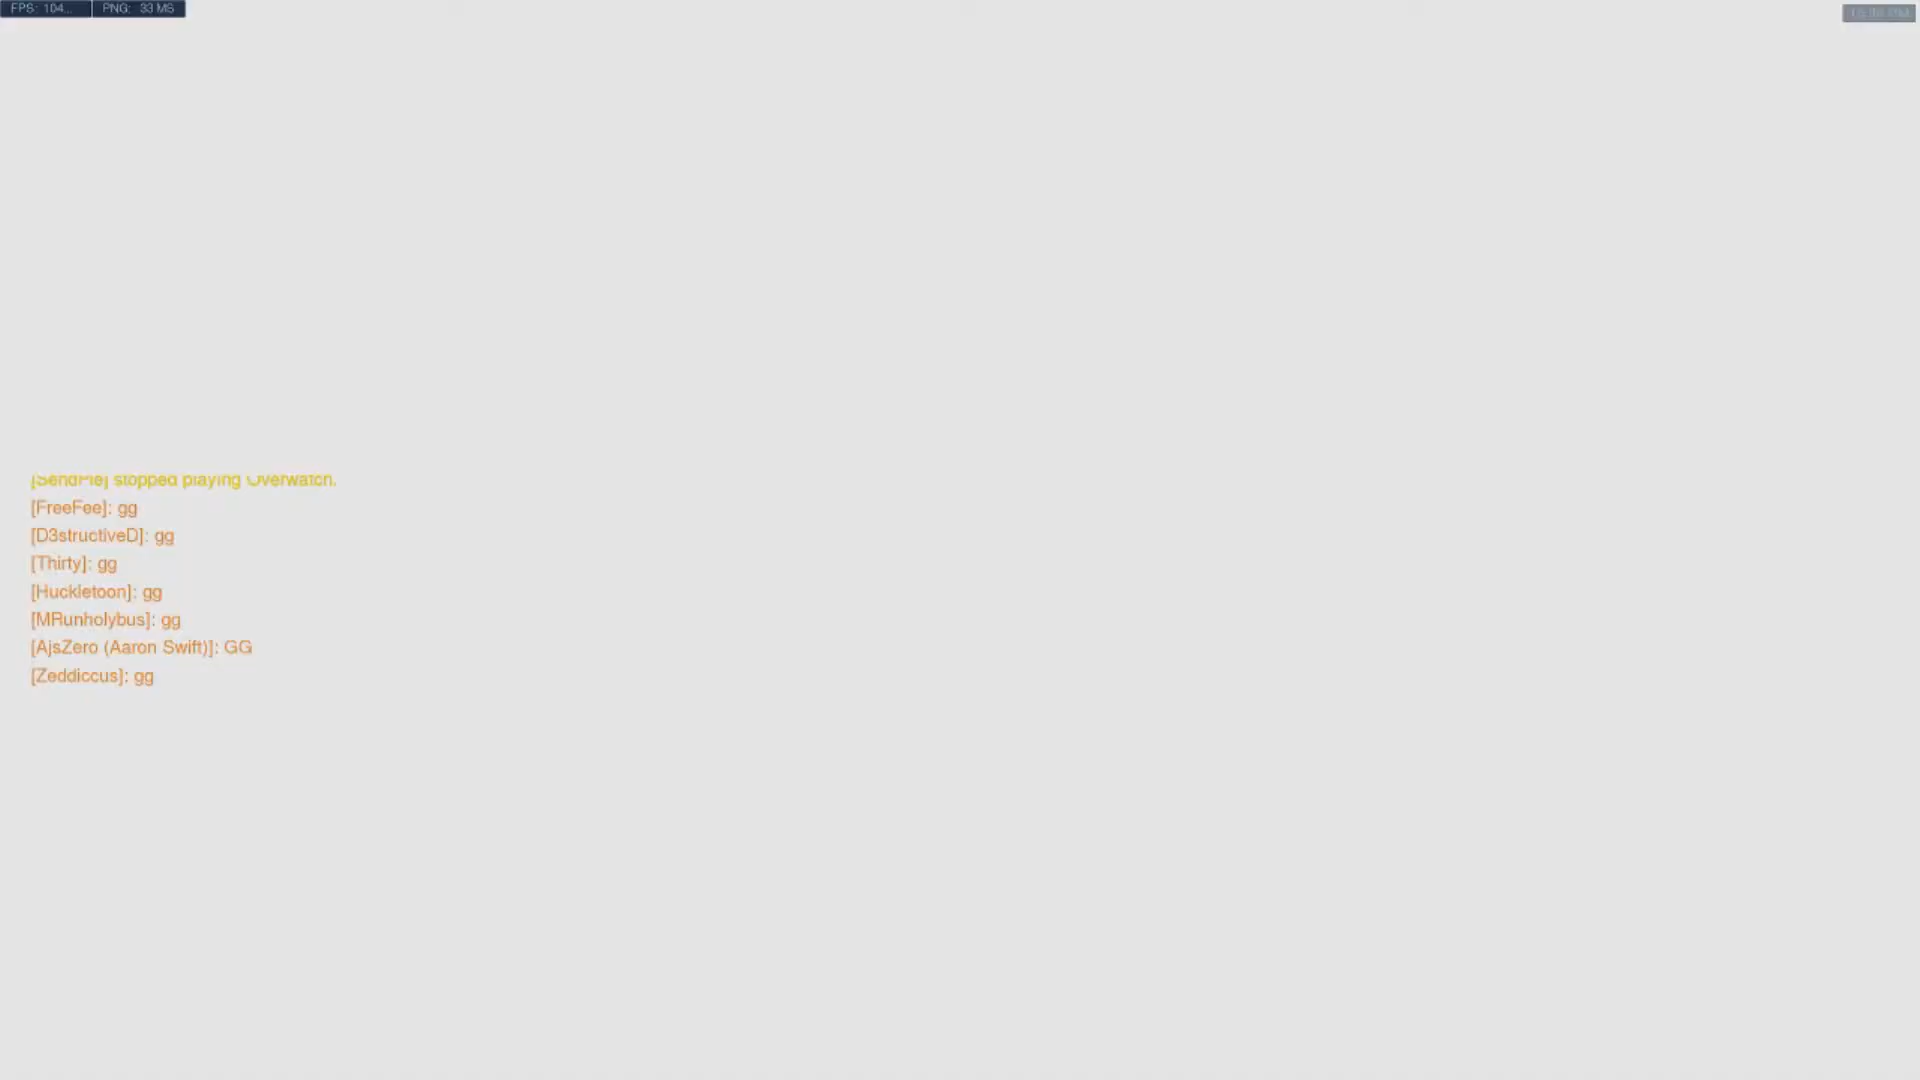 FPS: 104... PNG: 33 MS
[SendPie] stopped playing Overwatch.
[FreeFee]: gg
[D3structiveD]: gg
[Thirty]: gg
[Huckletoon]: gg
[MRunholybus]: gg
[AjsZero (Aaron Swift)]: GG
[Zeddiccus]: gg